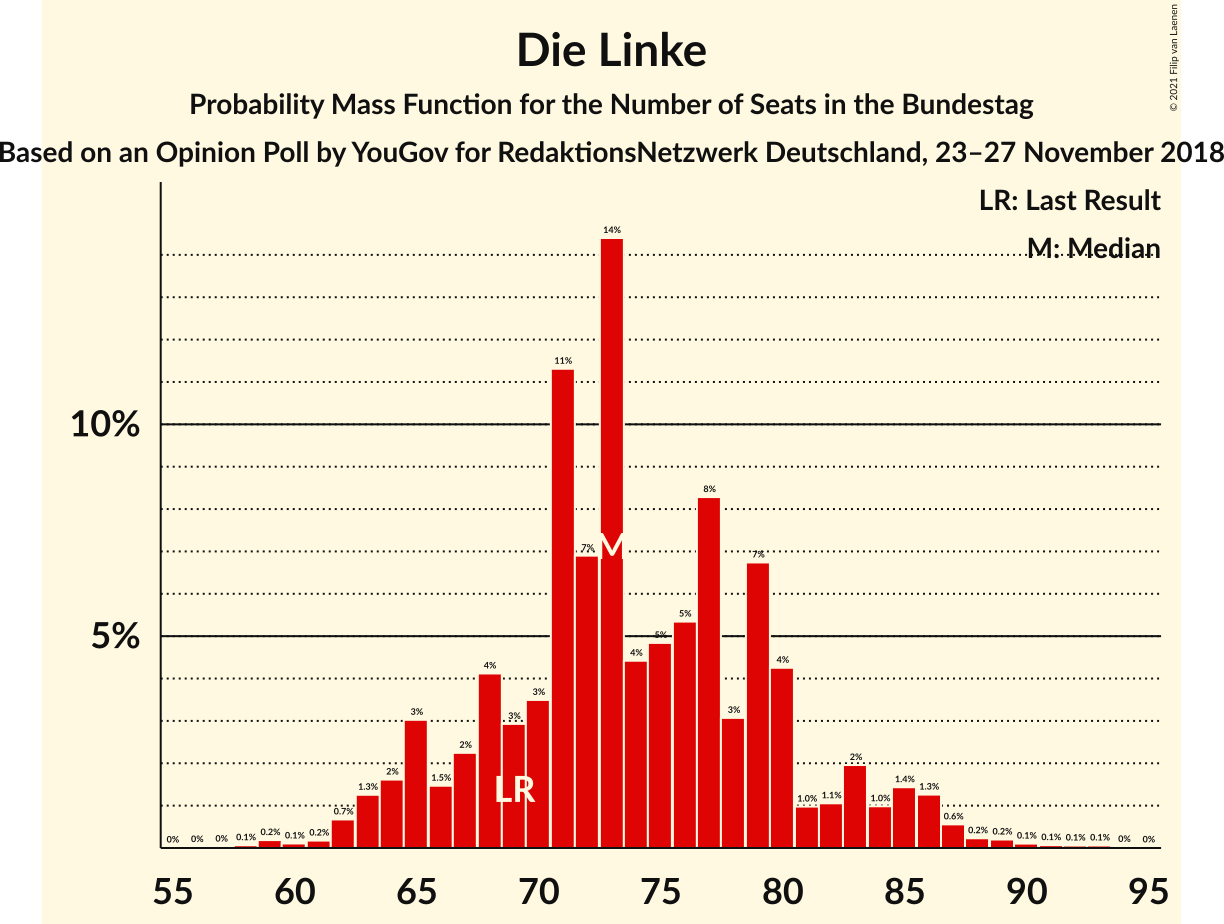 © 2021 Filip van Laenen
Die Linke
Probability Mass Function for the Number of Seats in the Bundestag
Based on an Opinion Poll by YouGov for RedaktionsNetzwerk Deutschland, 23–27 November 2018
LR: Last Result
M: Median
14%
11%
10%
8%
7% M 7%
5%
5% 5%
4% 4%
4% 3% 3% 3%
3%
2% 2% 2%
1.3% 1.5% LR 1.0% 1.1% 1.0% 1.4% 1.3%
0.7% 0.6%
0% 0% 0% 0.1% 0.2% 0.1% 0.2% 0.2% 0.2% 0.1% 0.1% 0.1% 0.1% 0% 0%
55 60 65 70 75 80 85 90 95